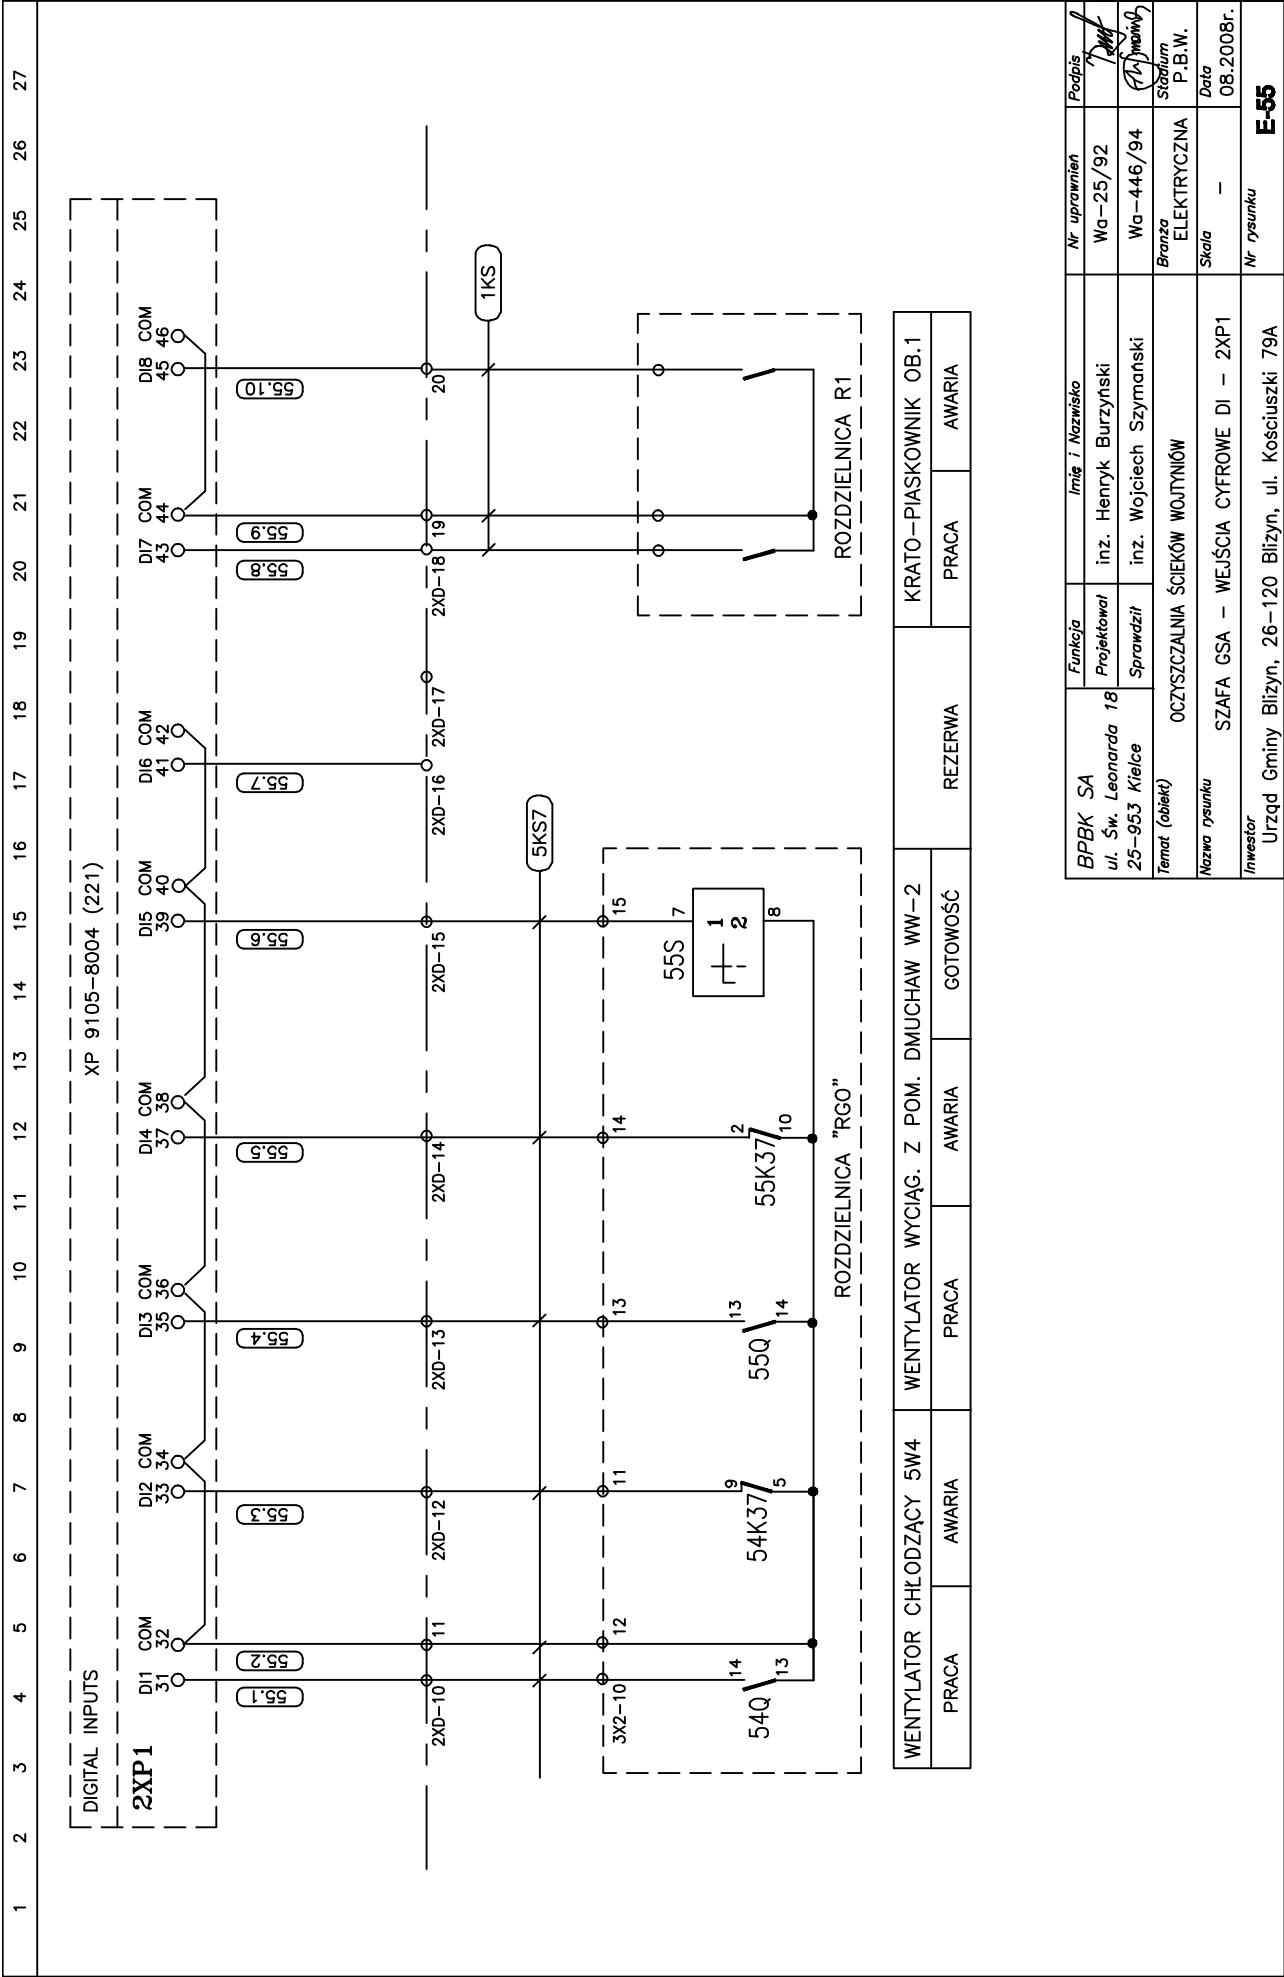 1 2 3 4 5 6 7 8 9 10 11 12 13 14 15 16 17 18 19 20 21 22 23 24 25 26 27
DIGITAL INPUTS XP 9105-8004 (221)
2XP1
DI1 COM DI2 COM DI3 COM DI4 COM DI5 COM DI6 COM DI7 COM DI8 COM
31 32 33 34 35 36 37 38 39 40 41 42 43 44 45 46
55.1 55.2 55.3 55.4 55.5 55.6 55.7 55.8 55.9 55.10
2XD-10 11 2XD-12 2XD-13 2XD-14 2XD-15 2XD-16 2XD-17 2XD-18 19 20
1KS
5KS7
3X2-10 12 11 13 14 15
55S
7
1
2
8
14 9 13 2
54Q 54K37 55Q 55K37
13 5 14 10
ROZDZIELNICA "RGO"
ROZDZIELNICA R1
WENTYLATOR CHŁODZĄCY 5W4 WENTYLATOR WYCIĄG. Z POM. DMUCHAW WW-2 REZERWA KRATO-PIASKOWNIK OB.1
PRACA AWARIA PRACA AWARIA GOTOWOŚĆ PRACA AWARIA
BPBK SA
ul. Św. Leonarda 18
25-953 Kielce
Funkcja Imię i Nazwisko Nr uprawnień Podpis
Projektował inż. Henryk Burzyński Wa-25/92
Sprawdził inż. Wojciech Szymański Wa-446/94
Temat (obiekt)
OCZYSZCZALNIA ŚCIEKÓW WOJTYNIÓW
Branża
ELEKTRYCZNA
Stadium
P.B.W.
Nazwa rysunku
SZAFA GSA - WEJŚCIA CYFROWE DI - 2XP1
Skala
-
Data
08.2008r.
Inwestor
Urząd Gminy Bliżyn, 26-120 Bliżyn, ul. Kościuszki 79A
Nr rysunku
E-55